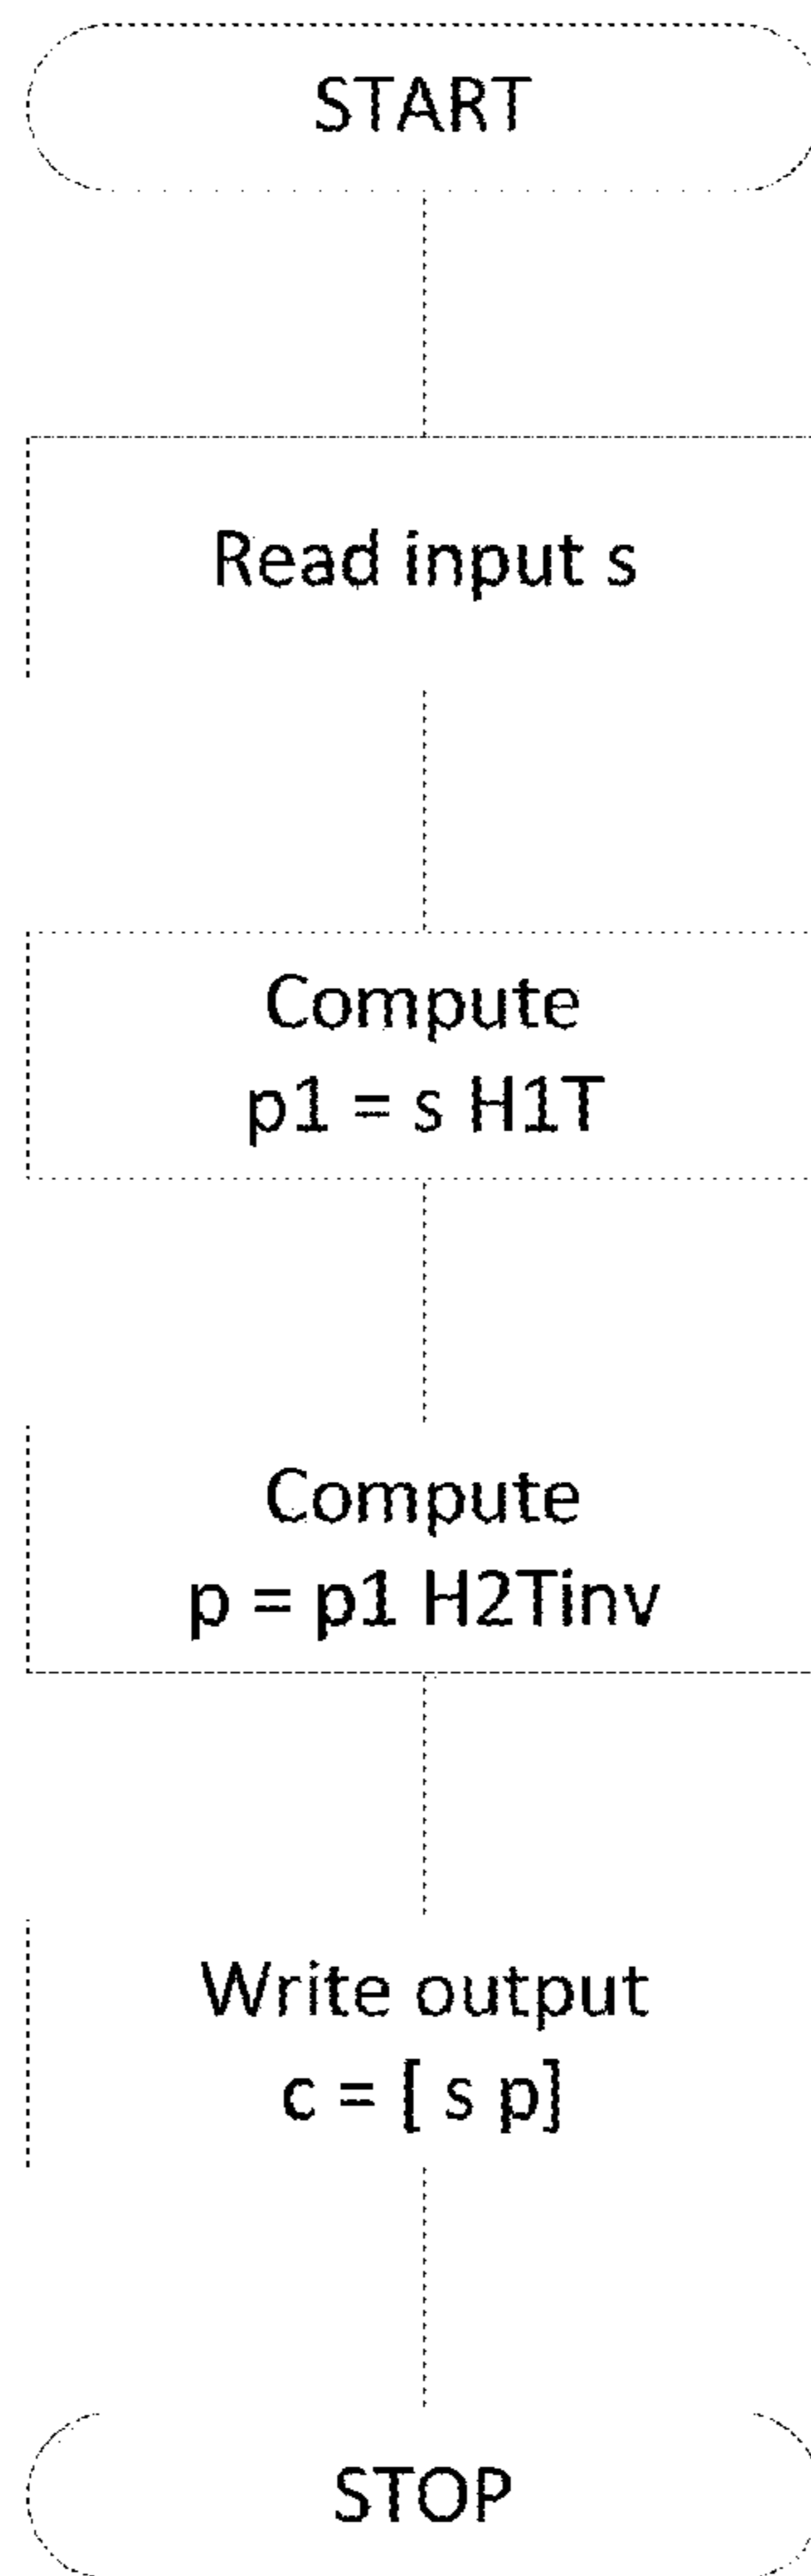 START
Read input s
Compute
p1 = s H1T
Compute
p = p1 H2Tinv
Write output
c = [ s p]
STOP